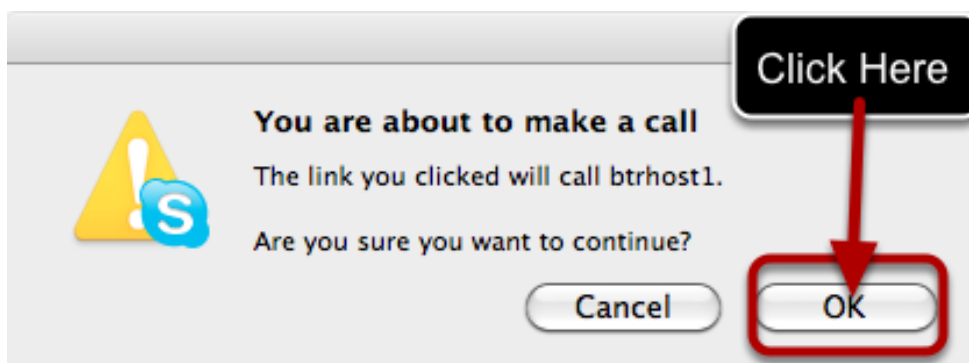 Click Here
You are about to make a call
The link you clicked will call btrhost1.
Are you sure you want to continue?
Cancel
OK